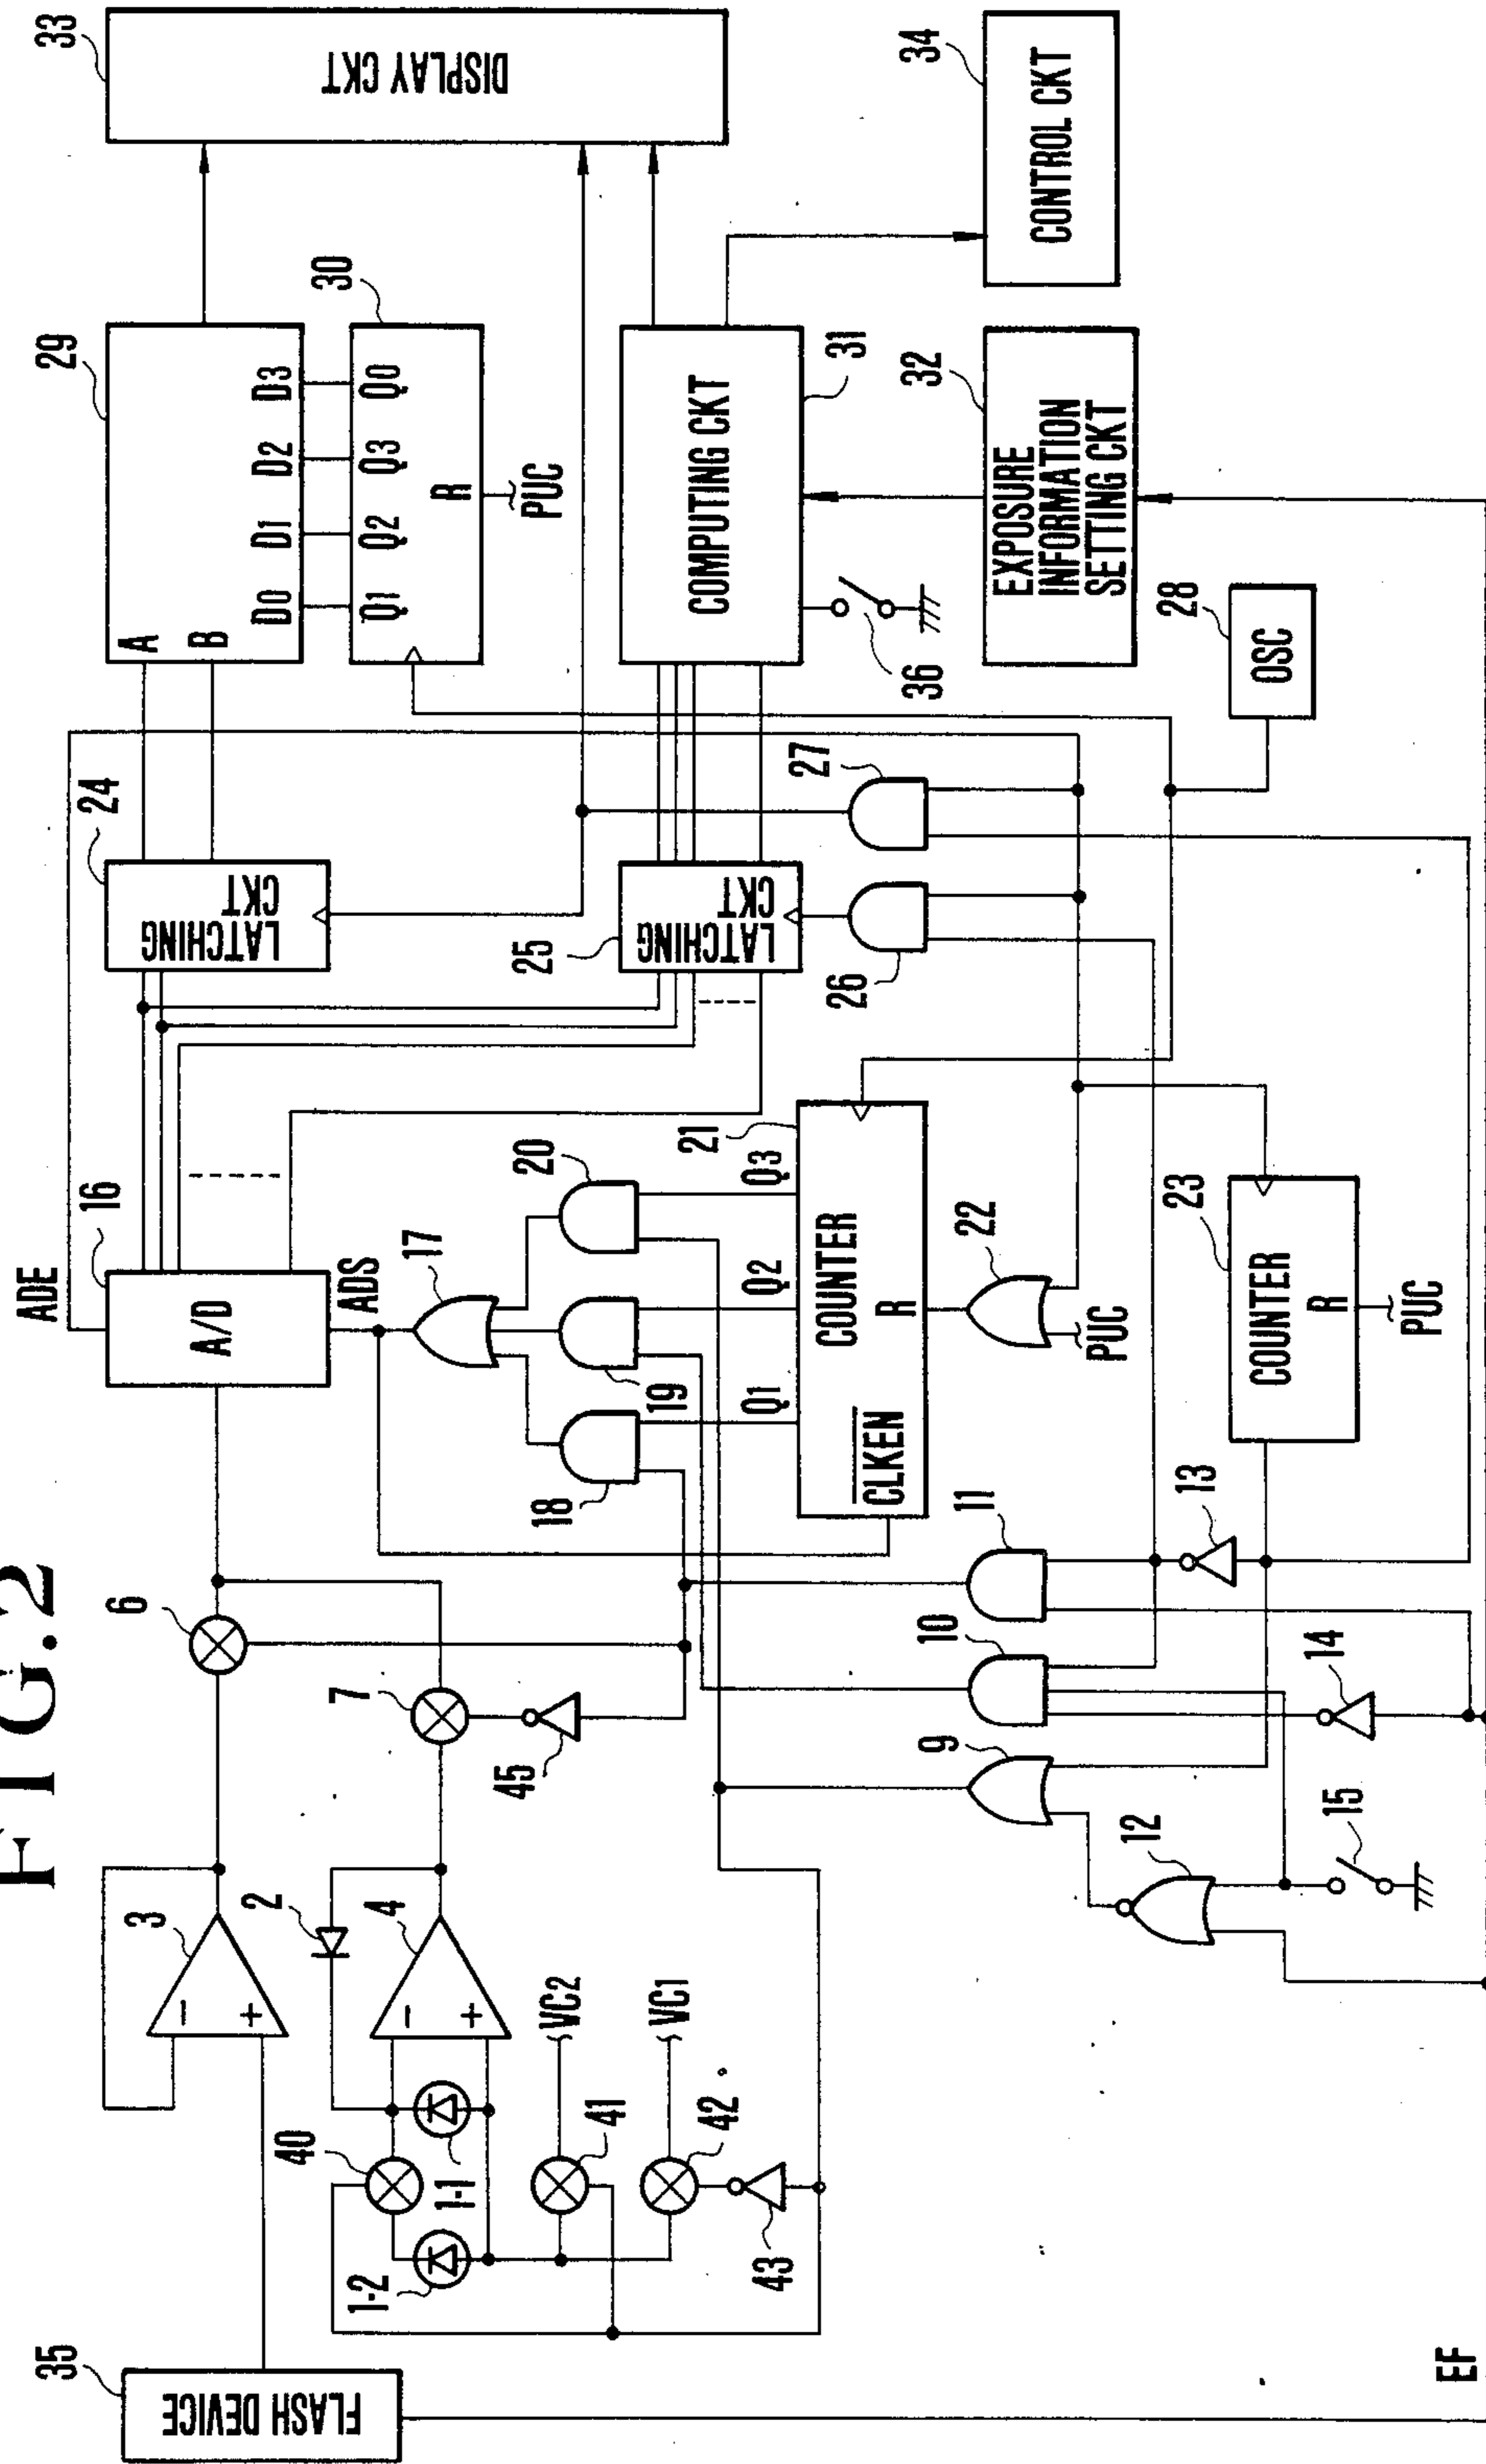 FIG.2
35
FLASH DEVICE
EF
3
−
+
2
4
−
+
40
1-1
1-2
VC2
41
VC1
42
43
6
7
45
ADE
16
A/D
ADS
17
18
19
20
21
Q1
Q2
Q3
COUNTER
R
CLKEN
22
PUC
23
COUNTER
R
PUC
9
10
11
12
13
14
15
24
LATCHING
CKT
25
LATCHING
CKT
26
27
28
OSC
29
A
B
D0
D1
D2
D3
30
Q1
Q2
Q3
Q0
R
PUC
31
COMPUTING CKT
36
32
EXPOSURE
INFORMATION
SETTING CKT
33
DISPLAY CKT
34
CONTROL CKT